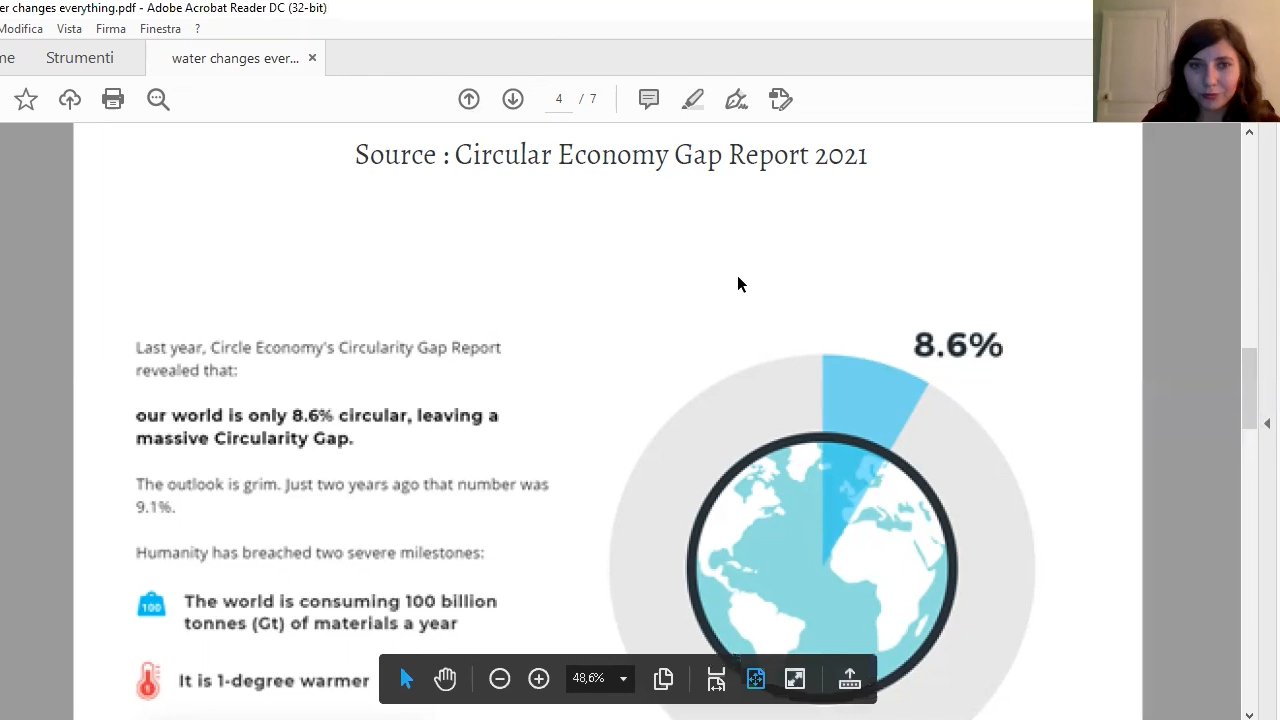 er changes everything.pdf - Adobe Acrobat Reader DC (32-bit)
Modifica Vista Firma Finestra ?
me Strumenti water changes ever... ×
4 / 7
Source : Circular Economy Gap Report 2021
8.6%
Last year, Circle Economy's Circularity Gap Report
revealed that:
our world is only 8.6% circular, leaving a
massive Circularity Gap.
The outlook is grim. Just two years ago that number was
9.1%.
Humanity has breached two severe milestones:
100
The world is consuming 100 billion
tonnes (Gt) of materials a year
It is 1-degree warmer
48,6%